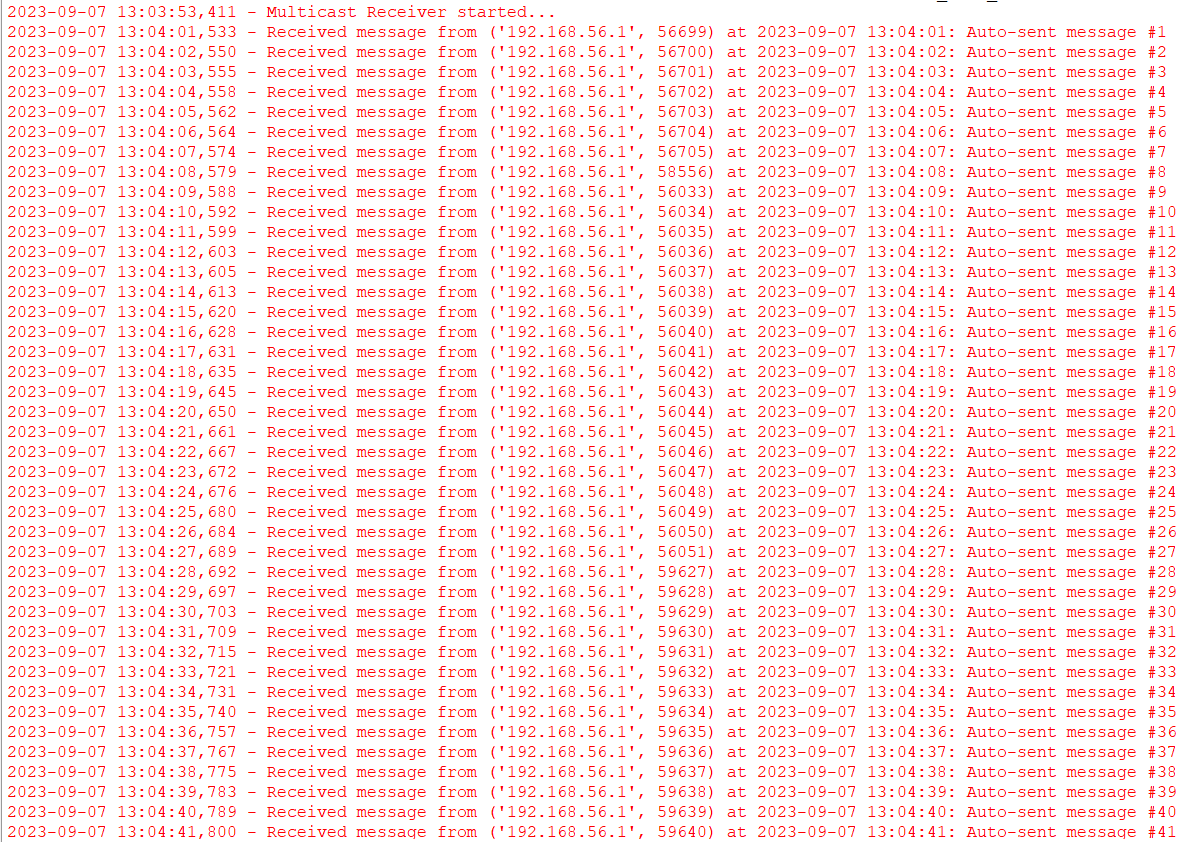 2023-09-07 13:03:53,411 - Multicast Receiver started...
2023-09-07 13:04:01,533 - Received message from ('192.168.56.1', 56699) at 2023-09-07 13:04:01: Auto-sent message #1
2023-09-07 13:04:02,550 - Received message from ('192.168.56.1', 56700) at 2023-09-07 13:04:02: Auto-sent message #2
2023-09-07 13:04:03,555 - Received message from ('192.168.56.1', 56701) at 2023-09-07 13:04:03: Auto-sent message #3
2023-09-07 13:04:04,558 - Received message from ('192.168.56.1', 56702) at 2023-09-07 13:04:04: Auto-sent message #4
2023-09-07 13:04:05,562 - Received message from ('192.168.56.1', 56703) at 2023-09-07 13:04:05: Auto-sent message #5
2023-09-07 13:04:06,564 - Received message from ('192.168.56.1', 56704) at 2023-09-07 13:04:06: Auto-sent message #6
2023-09-07 13:04:07,574 - Received message from ('192.168.56.1', 56705) at 2023-09-07 13:04:07: Auto-sent message #7
2023-09-07 13:04:08,579 - Received message from ('192.168.56.1', 58556) at 2023-09-07 13:04:08: Auto-sent message #8
2023-09-07 13:04:09,588 - Received message from ('192.168.56.1', 56033) at 2023-09-07 13:04:09: Auto-sent message #9
2023-09-07 13:04:10,592 - Received message from ('192.168.56.1', 56034) at 2023-09-07 13:04:10: Auto-sent message #10
2023-09-07 13:04:11,599 - Received message from ('192.168.56.1', 56035) at 2023-09-07 13:04:11: Auto-sent message #11
2023-09-07 13:04:12,603 - Received message from ('192.168.56.1', 56036) at 2023-09-07 13:04:12: Auto-sent message #12
2023-09-07 13:04:13,605 - Received message from ('192.168.56.1', 56037) at 2023-09-07 13:04:13: Auto-sent message #13
2023-09-07 13:04:14,613 - Received message from ('192.168.56.1', 56038) at 2023-09-07 13:04:14: Auto-sent message #14
2023-09-07 13:04:15,620 - Received message from ('192.168.56.1', 56039) at 2023-09-07 13:04:15: Auto-sent message #15
2023-09-07 13:04:16,628 - Received message from ('192.168.56.1', 56040) at 2023-09-07 13:04:16: Auto-sent message #16
2023-09-07 13:04:17,631 - Received message from ('192.168.56.1', 56041) at 2023-09-07 13:04:17: Auto-sent message #17
2023-09-07 13:04:18,635 - Received message from ('192.168.56.1', 56042) at 2023-09-07 13:04:18: Auto-sent message #18
2023-09-07 13:04:19,645 - Received message from ('192.168.56.1', 56043) at 2023-09-07 13:04:19: Auto-sent message #19
2023-09-07 13:04:20,650 - Received message from ('192.168.56.1', 56044) at 2023-09-07 13:04:20: Auto-sent message #20
2023-09-07 13:04:21,661 - Received message from ('192.168.56.1', 56045) at 2023-09-07 13:04:21: Auto-sent message #21
2023-09-07 13:04:22,667 - Received message from ('192.168.56.1', 56046) at 2023-09-07 13:04:22: Auto-sent message #22
2023-09-07 13:04:23,672 - Received message from ('192.168.56.1', 56047) at 2023-09-07 13:04:23: Auto-sent message #23
2023-09-07 13:04:24,676 - Received message from ('192.168.56.1', 56048) at 2023-09-07 13:04:24: Auto-sent message #24
2023-09-07 13:04:25,680 - Received message from ('192.168.56.1', 56049) at 2023-09-07 13:04:25: Auto-sent message #25
2023-09-07 13:04:26,684 - Received message from ('192.168.56.1', 56050) at 2023-09-07 13:04:26: Auto-sent message #26
2023-09-07 13:04:27,689 - Received message from ('192.168.56.1', 56051) at 2023-09-07 13:04:27: Auto-sent message #27
2023-09-07 13:04:28,692 - Received message from ('192.168.56.1', 59627) at 2023-09-07 13:04:28: Auto-sent message #28
2023-09-07 13:04:29,697 - Received message from ('192.168.56.1', 59628) at 2023-09-07 13:04:29: Auto-sent message #29
2023-09-07 13:04:30,703 - Received message from ('192.168.56.1', 59629) at 2023-09-07 13:04:30: Auto-sent message #30
2023-09-07 13:04:31,709 - Received message from ('192.168.56.1', 59630) at 2023-09-07 13:04:31: Auto-sent message #31
2023-09-07 13:04:32,715 - Received message from ('192.168.56.1', 59631) at 2023-09-07 13:04:32: Auto-sent message #32
2023-09-07 13:04:33,721 - Received message from ('192.168.56.1', 59632) at 2023-09-07 13:04:33: Auto-sent message #33
2023-09-07 13:04:34,731 - Received message from ('192.168.56.1', 59633) at 2023-09-07 13:04:34: Auto-sent message #34
2023-09-07 13:04:35,740 - Received message from ('192.168.56.1', 59634) at 2023-09-07 13:04:35: Auto-sent message #35
2023-09-07 13:04:36,757 - Received message from ('192.168.56.1', 59635) at 2023-09-07 13:04:36: Auto-sent message #36
2023-09-07 13:04:37,767 - Received message from ('192.168.56.1', 59636) at 2023-09-07 13:04:37: Auto-sent message #37
2023-09-07 13:04:38,775 - Received message from ('192.168.56.1', 59637) at 2023-09-07 13:04:38: Auto-sent message #38
2023-09-07 13:04:39,783 - Received message from ('192.168.56.1', 59638) at 2023-09-07 13:04:39: Auto-sent message #39
2023-09-07 13:04:40,789 - Received message from ('192.168.56.1', 59639) at 2023-09-07 13:04:40: Auto-sent message #40
2023-09-07 13:04:41,800 - Received message from ('192.168.56.1', 59640) at 2023-09-07 13:04:41: Auto-sent message #41